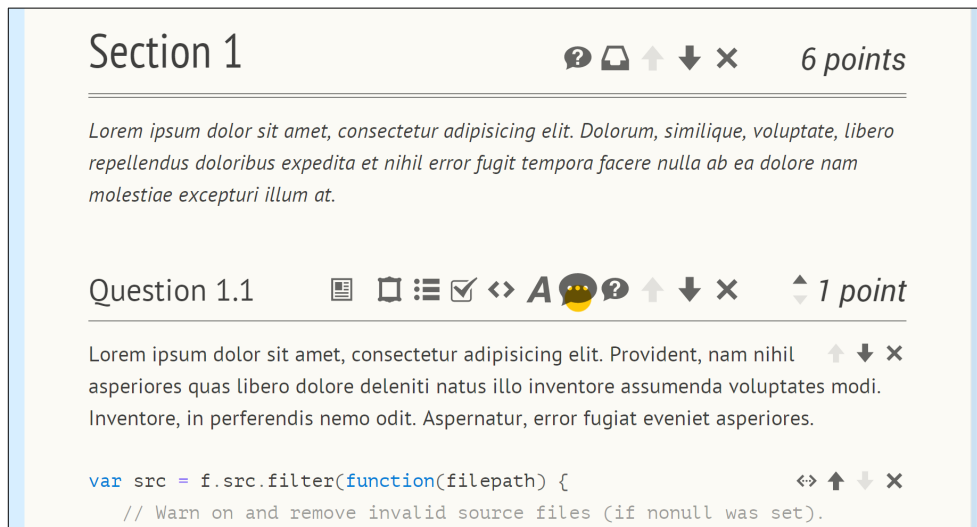 Section 1
6 points
Lorem ipsum dolor sit amet, consectetur adipisicing elit. Dolorum, similique, voluptate, libero
repellendus doloribus expedita et nihil error fugit tempora facere nulla ab ea dolore nam
molestiae excepturi illum at.
Question 1.1
1 point
Lorem ipsum dolor sit amet, consectetur adipisicing elit. Provident, nam nihil
asperiores quas libero dolore deleniti natus illo inventore assumenda voluptates modi.
Inventore, in perferendis nemo odit. Aspernatur, error fugiat eveniet asperiores.
var src = f.src.filter(function(filepath) {
// Warn on and remove invalid source files (if nonull was set).